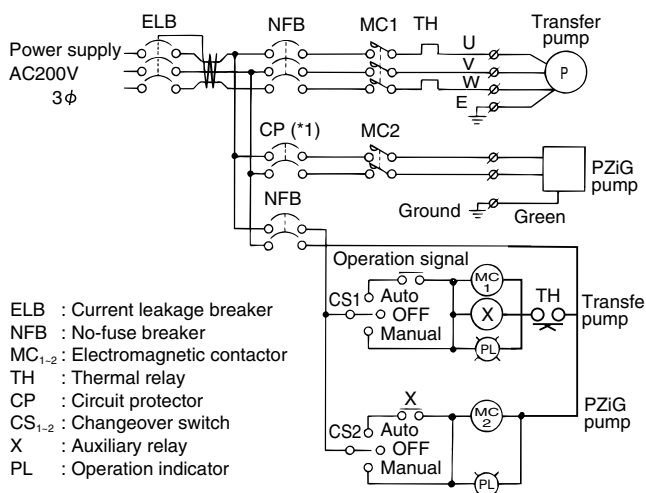 ELB NFB MC1 TH U Transfer pump
Power supply V
AC200V W P
3ϕ E
CP (*1) MC2
PZiG pump
NFB Ground Green
Operation signal
CS1 Auto MC 1 TH Transfe pump
OFF X
Manual PL
X PZiG pump
CS2 Auto MC 2
OFF
Manual PL
ELB : Current leakage breaker
NFB : No-fuse breaker
MC1~2 : Electromagnetic contactor
TH : Thermal relay
CP : Circuit protector
CS1~2 : Changeover switch
X : Auxiliary relay
PL : Operation indicator